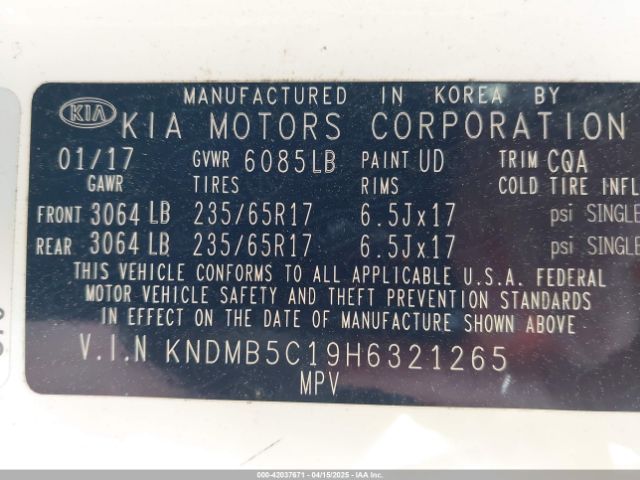 MANUFACTURED IN KOREA BY
KIA KIA MOTORS CORPORATION
01/17 GVWR 6085LB PAINT UD TRIM CQA
GAWR TIRES RIMS COLD TIRE INFL
FRONT 3064 LB 235/65R17 6.5Jx17 psi SINGLE
REAR 3064 LB 235/65R17 6.5Jx17 psi SINGLE
THIS VEHICLE CONFORMS TO ALL APPLICABLE U.S.A. FEDERAL
MOTOR VEHICLE SAFETY AND THEFT PREVENTION STANDARDS
IN EFFECT ON THE DATE OF MANUFACTURE SHOWN ABOVE
V.I.N KNDMB5C19H6321265
MPV
000-42037671 - 04/15/2025 - IAAI.COM